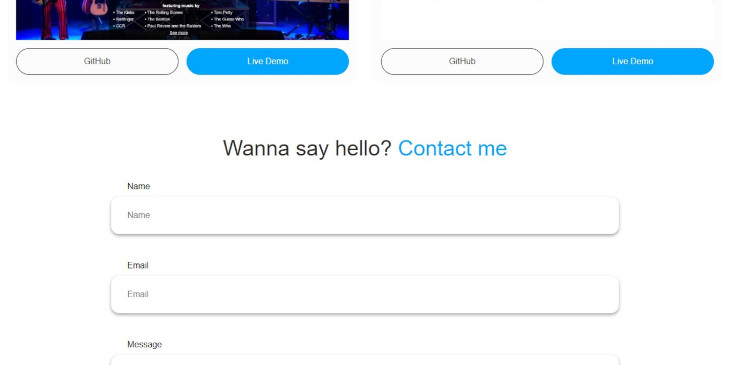 featuring music by
• The Kinks • The Rolling Stones • Tom Petty
• Badfinger • The Beatles • The Guess Who
• CCR • Paul Revere and the Raiders • The Who
See more
GitHub Live Demo GitHub Live Demo
Wanna say hello? Contact me
Name
Name
Email
Email
Message